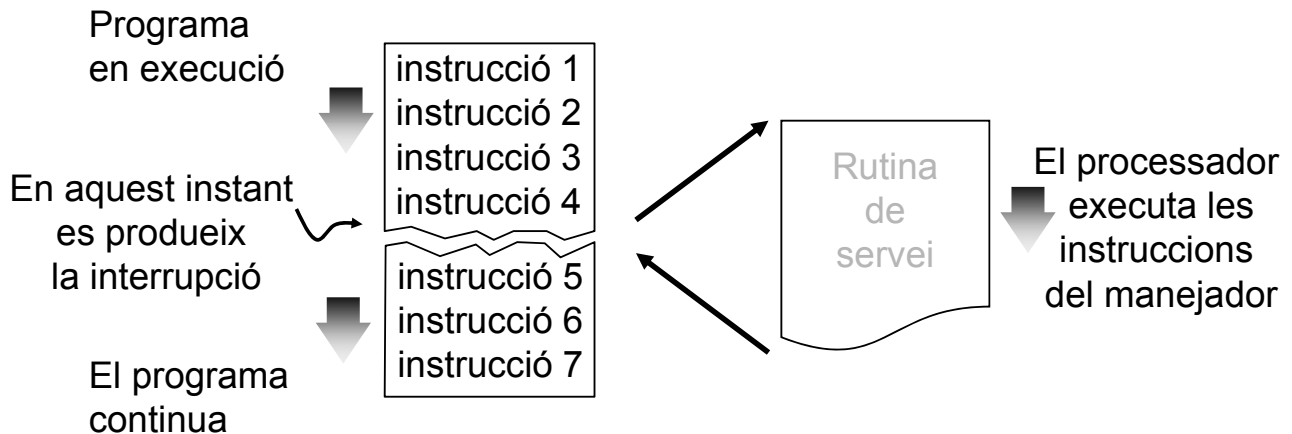 Programa
en execució
instrucció 1
instrucció 2
instrucció 3
instrucció 4
En aquest instant
es produeix
la interrupció
instrucció 5
instrucció 6
instrucció 7
El programa
continua
Rutina
de
servei
El processador
executa les
instruccions
del manejador